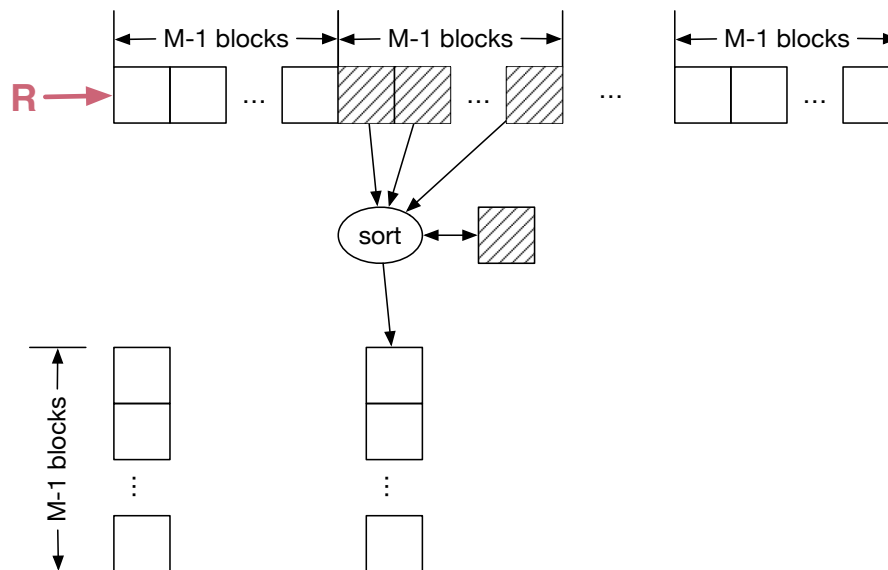 M-1 blocks M-1 blocks M-1 blocks
R ... ... ... ...
sort
M-1 blocks
... ...